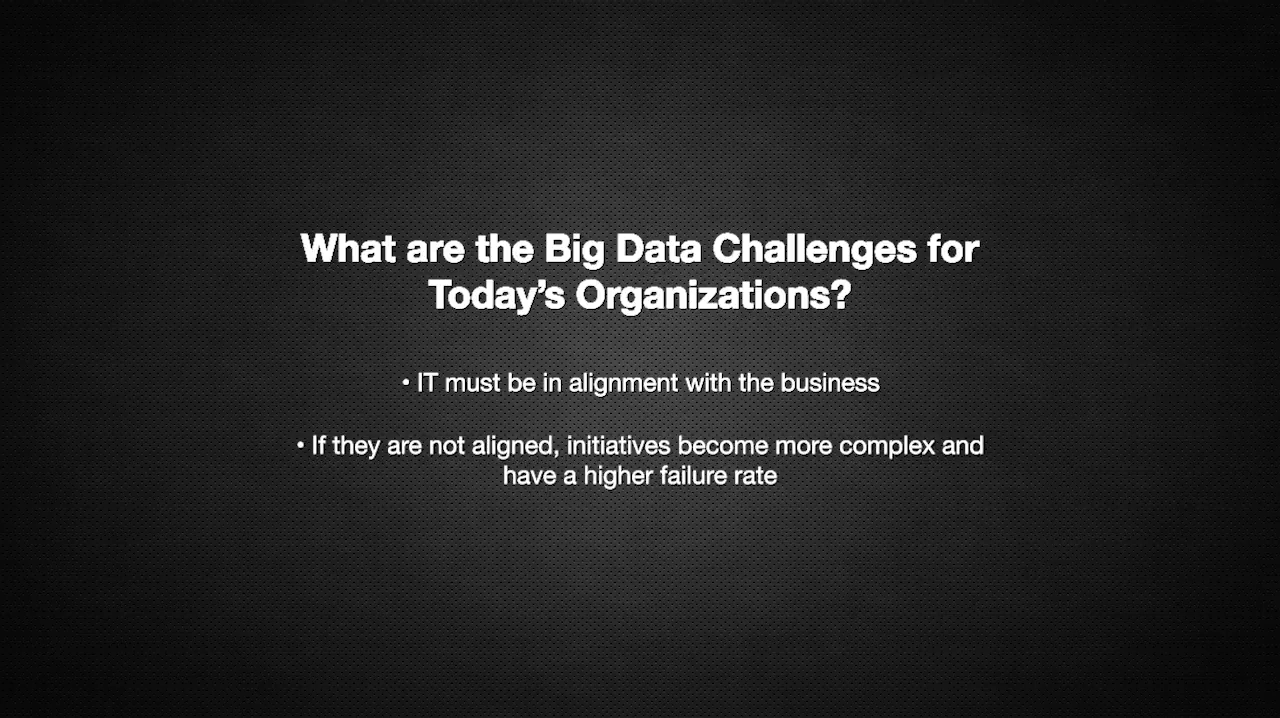 What are the Big Data Challenges for
Today’s Organizations?
• IT must be in alignment with the business
• If they are not aligned, initiatives become more complex and
have a higher failure rate